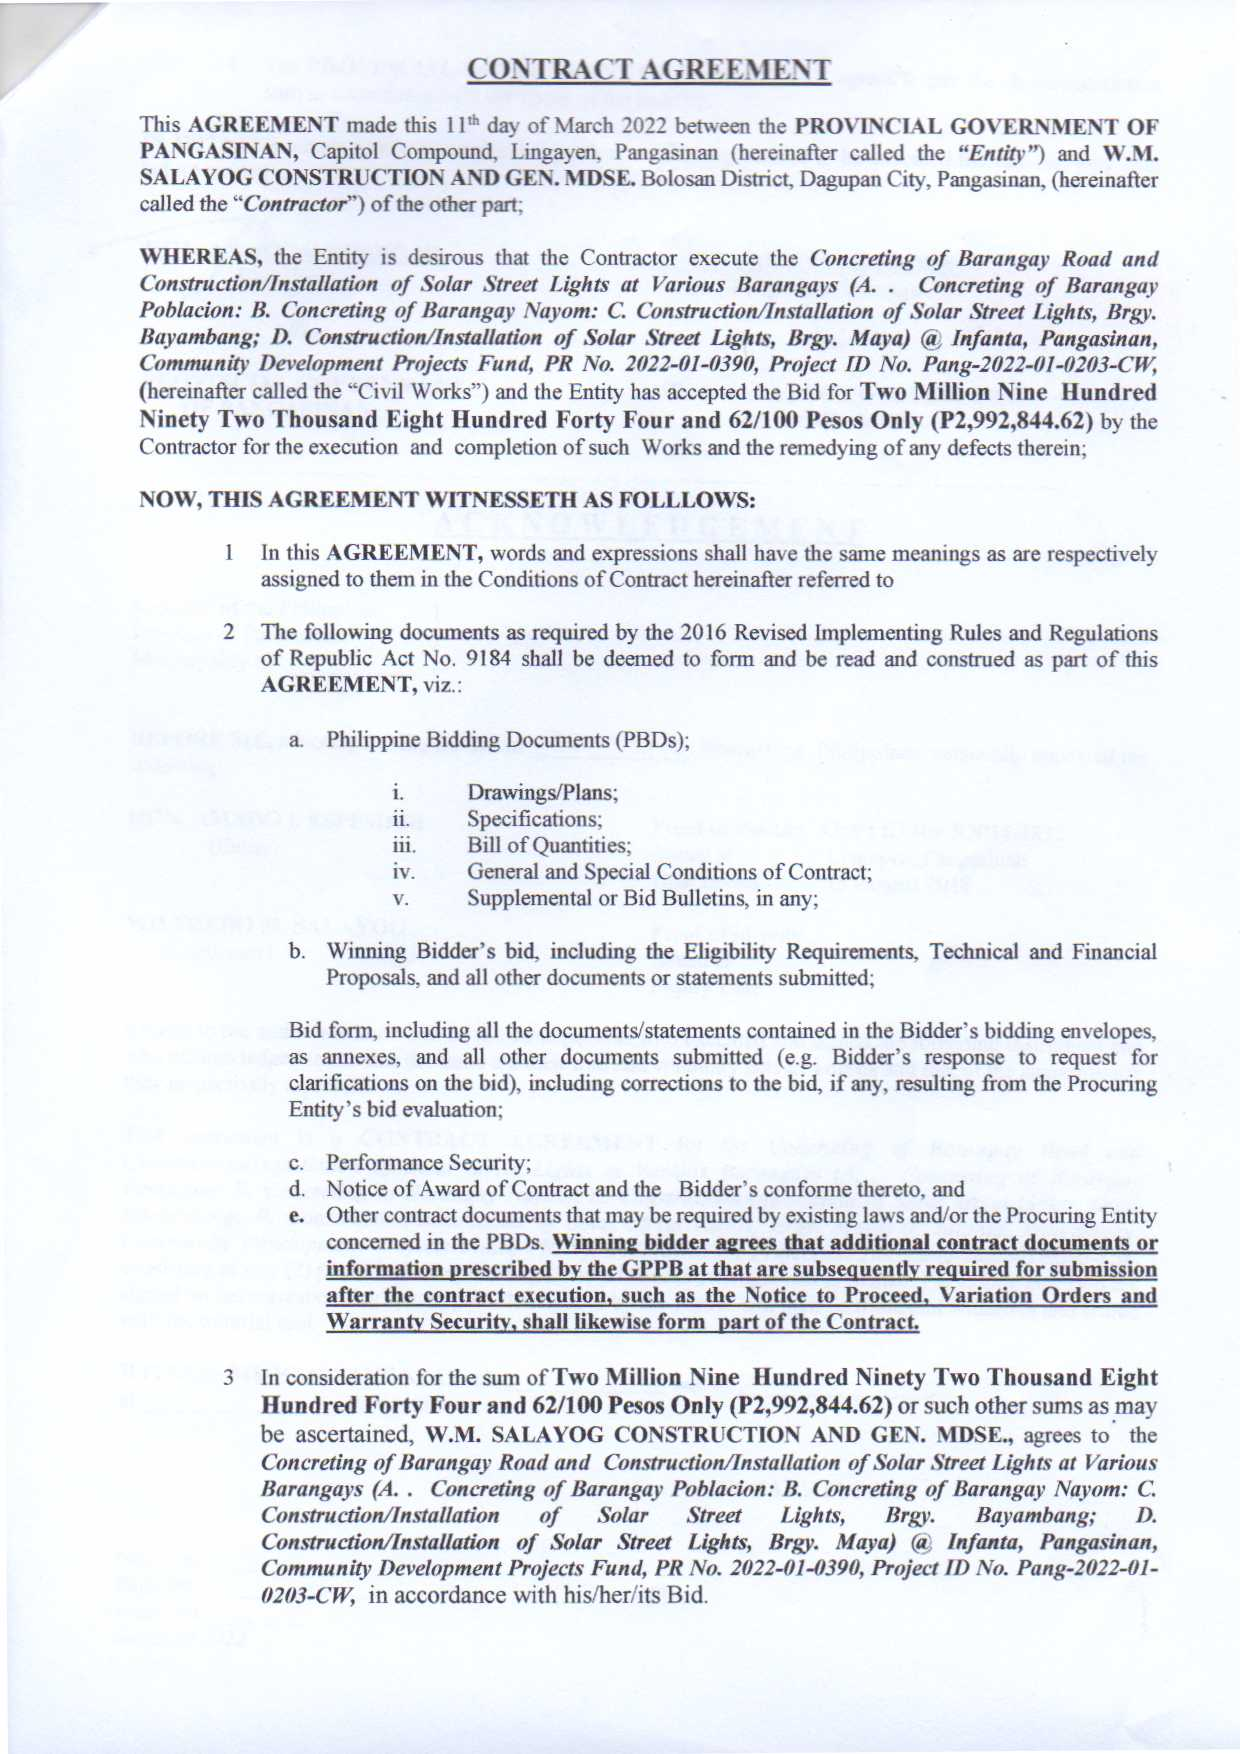 CONTRACT AGREEMENT
This AGREEMENT made this 11th day of March 2022 between the PROVINCIAL GOVERNMENT OF
PANGASINAN, Capitol Compound, Lingayen, Pangasinan (hereinafter called the "Entity") and W.M.
SALAYOG CONSTRUCTION AND GEN. MDSE. Bolosan District, Dagupan City, Pangasinan, (hereinafter
called the "Contractor") of the other part;
WHEREAS, the Entity is desirous that the Contractor execute the Concreting of Barangay Road and
Construction/Installation of Solar Street Lights at Various Barangays (A. . Concreting of Barangay
Poblacion: B. Concreting of Barangay Nayom: C. Construction/Installation of Solar Street Lights, Brgy.
Bayambang; D. Construction/Installation of Solar Street Lights, Brgy. Maya) @ Infanta, Pangasinan,
Community Development Projects Fund, PR No. 2022-01-0390, Project ID No. Pang-2022-01-0203-CW,
(hereinafter called the "Civil Works") and the Entity has accepted the Bid for Two Million Nine Hundred
Ninety Two Thousand Eight Hundred Forty Four and 62/100 Pesos Only (P2,992,844.62) by the
Contractor for the execution and completion of such Works and the remedying of any defects therein;
NOW, THIS AGREEMENT WITNESSETH AS FOLLLOWS:
1 In this AGREEMENT, words and expressions shall have the same meanings as are respectively
assigned to them in the Conditions of Contract hereinafter referred to
2 The following documents as required by the 2016 Revised Implementing Rules and Regulations
of Republic Act No. 9184 shall be deemed to form and be read and construed as part of this
AGREEMENT, viz.:
a. Philippine Bidding Documents (PBDs);
i. Drawings/Plans;
ii. Specifications;
iii. Bill of Quantities;
iv. General and Special Conditions of Contract;
v. Supplemental or Bid Bulletins, in any;
b. Winning Bidder's bid, including the Eligibility Requirements, Technical and Financial
Proposals, and all other documents or statements submitted;
Bid form, including all the documents/statements contained in the Bidder's bidding envelopes,
as annexes, and all other documents submitted (e.g. Bidder's response to request for
clarifications on the bid), including corrections to the bid, if any, resulting from the Procuring
Entity's bid evaluation;
c. Performance Security;
d. Notice of Award of Contract and the Bidder's conforme thereto, and
e. Other contract documents that may be required by existing laws and/or the Procuring Entity
concerned in the PBDs. Winning bidder agrees that additional contract documents or
information prescribed by the GPPB at that are subsequently required for submission
after the contract execution, such as the Notice to Proceed, Variation Orders and
Warranty Security, shall likewise form part of the Contract.
3 In consideration for the sum of Two Million Nine Hundred Ninety Two Thousand Eight
Hundred Forty Four and 62/100 Pesos Only (P2,992,844.62) or such other sums as may
be ascertained, W.M. SALAYOG CONSTRUCTION AND GEN. MDSE., agrees to the
Concreting of Barangay Road and Construction/Installation of Solar Street Lights at Various
Barangays (A. . Concreting of Barangay Poblacion: B. Concreting of Barangay Nayom: C.
Construction/Installation of Solar Street Lights, Brgy. Bayambang; D.
Construction/Installation of Solar Street Lights, Brgy. Maya) @ Infanta, Pangasinan,
Community Development Projects Fund, PR No. 2022-01-0390, Project ID No. Pang-2022-01-
0203-CW, in accordance with his/her/its Bid.